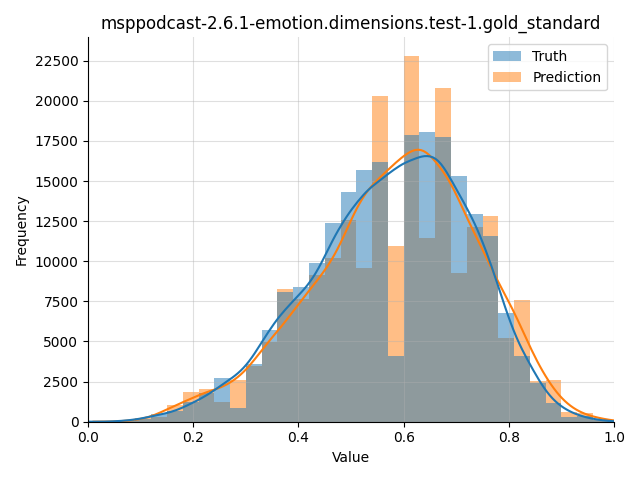 msppodcast-2.6.1-emotion.dimensions.test-1.gold_standard
Truth
Prediction
22500
20000
17500
15000
12500
10000
7500
5000
2500
0
Frequency
0.0 0.2 0.4 0.6 0.8 1.0
Value